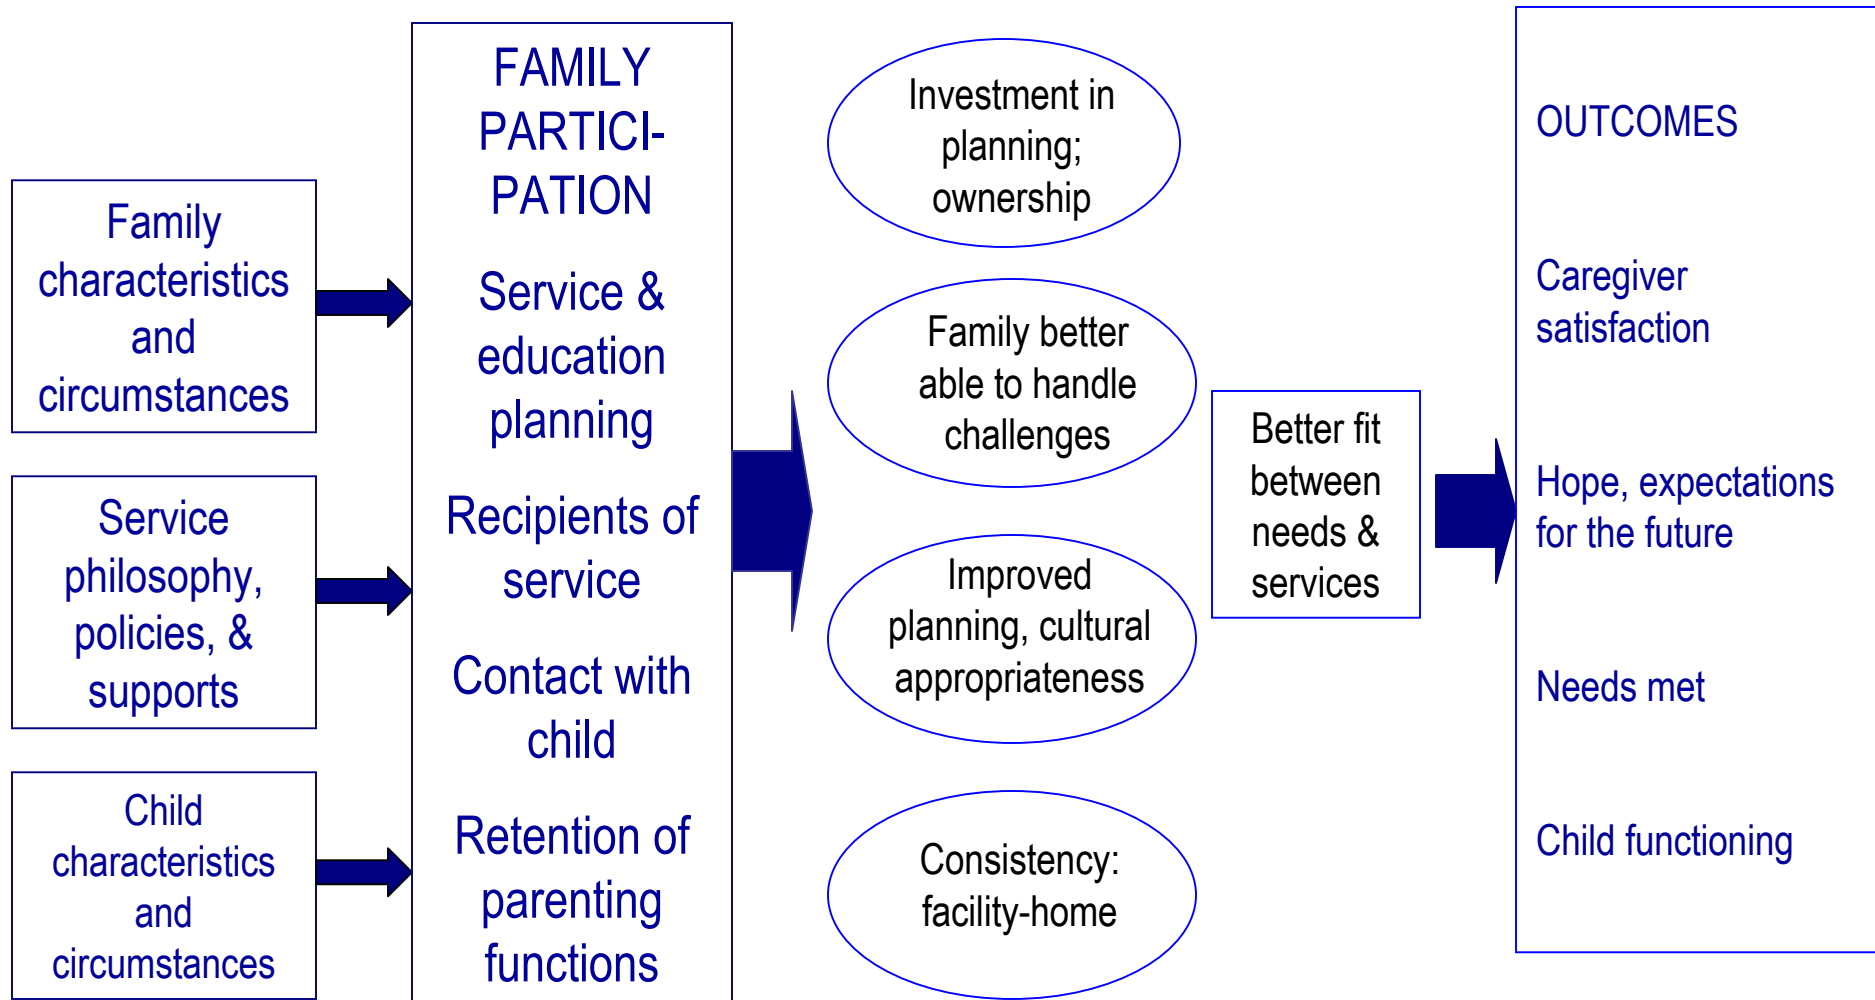 Family
characteristics
and
circumstances
Service
philosophy,
policies, &
supports
Child
characteristics
and
circumstances
FAMILY
PARTICI-
PATION
Service &
education
planning
Recipients of
service
Contact with
child
Retention of
parenting
functions
Investment in
planning;
ownership
Family better
able to handle
challenges
Improved
planning, cultural
appropriateness
Consistency:
facility-home
Better fit
between
needs &
services
OUTCOMES
Caregiver
satisfaction
Hope, expectations
for the future
Needs met
Child functioning